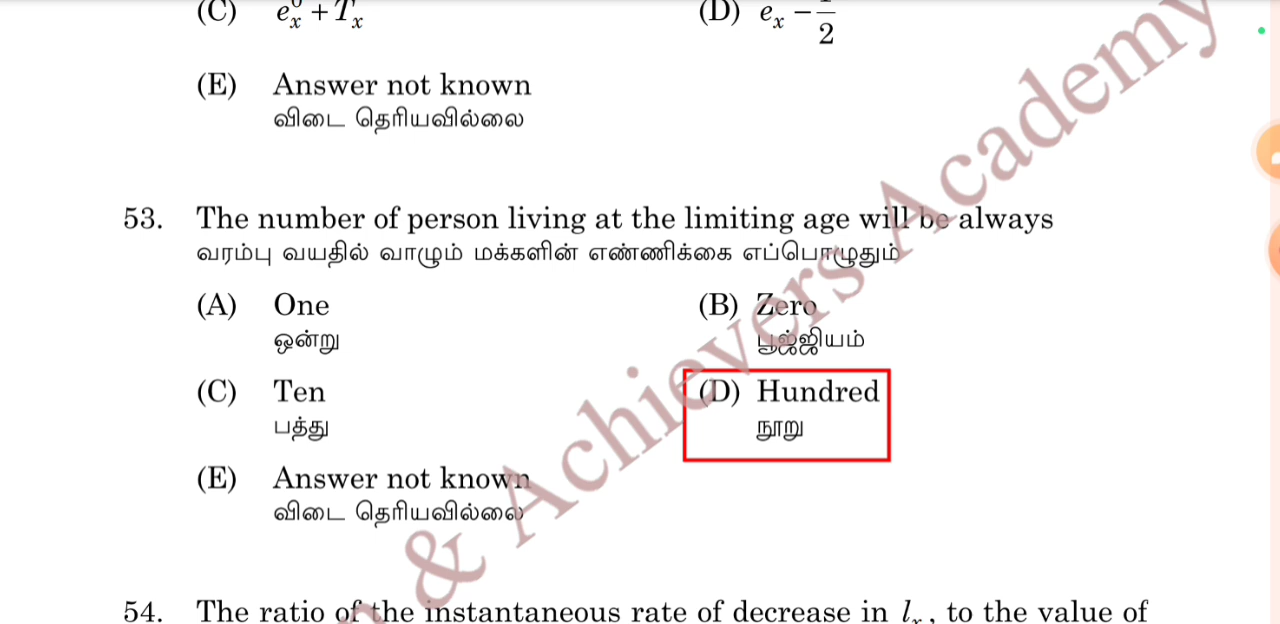 (C) e⁰ₓ + Tₓ (D) eₓ − 1/2
(E) Answer not known
விடை தெரியவில்லை
53. The number of person living at the limiting age will be always
வரம்பு வயதில் வாழும் மக்களின் எண்ணிக்கை எப்பொழுதும்
(A) One (B) Zero
ஒன்று பூஜ்ஜியம்
(C) Ten (D) Hundred
பத்து நூறு
(E) Answer not known
விடை தெரியவில்லை
& Achievers Academy
54. The ratio of the instantaneous rate of decrease in lₓ, to the value of